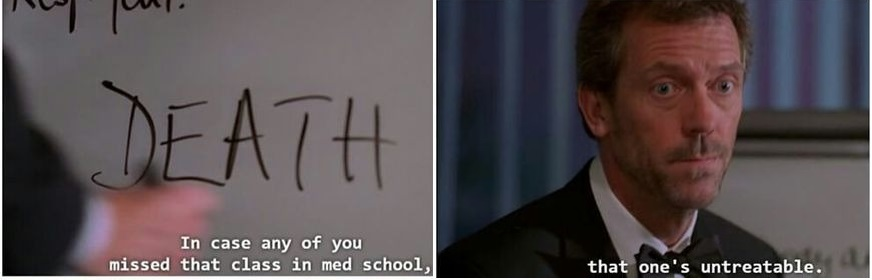 DEATH
In case any of you
missed that class in med school,
that one's untreatable.